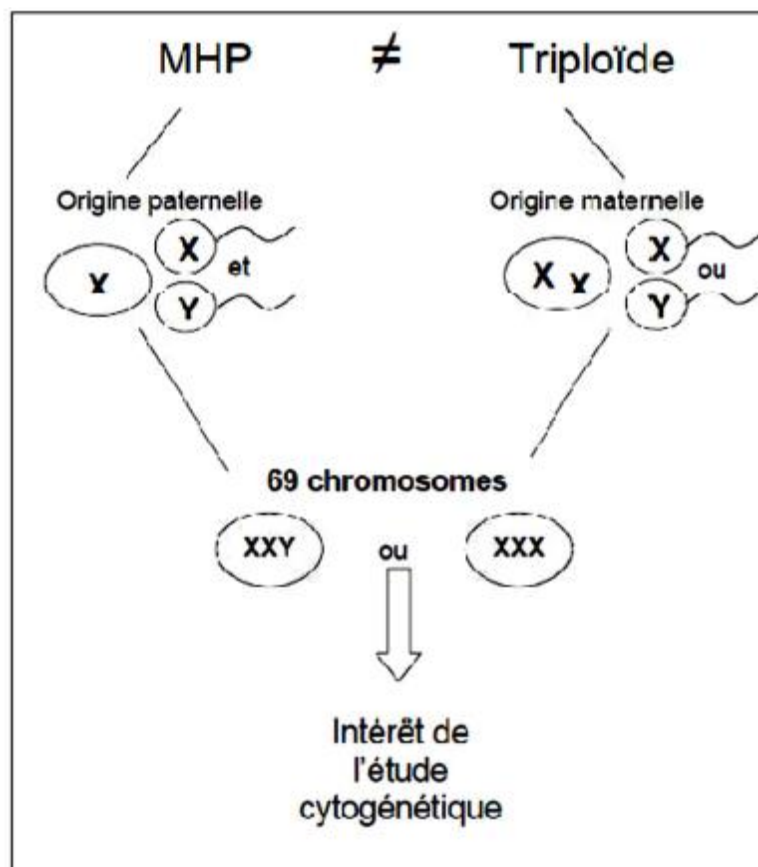 MHP ≠ Triploïde
Origine paternelle
Origine maternelle
X
et
Y
X
X
ou
Y
69 chromosomes
XXY ou XXX
Intérêt de
l'étude
cytogénétique